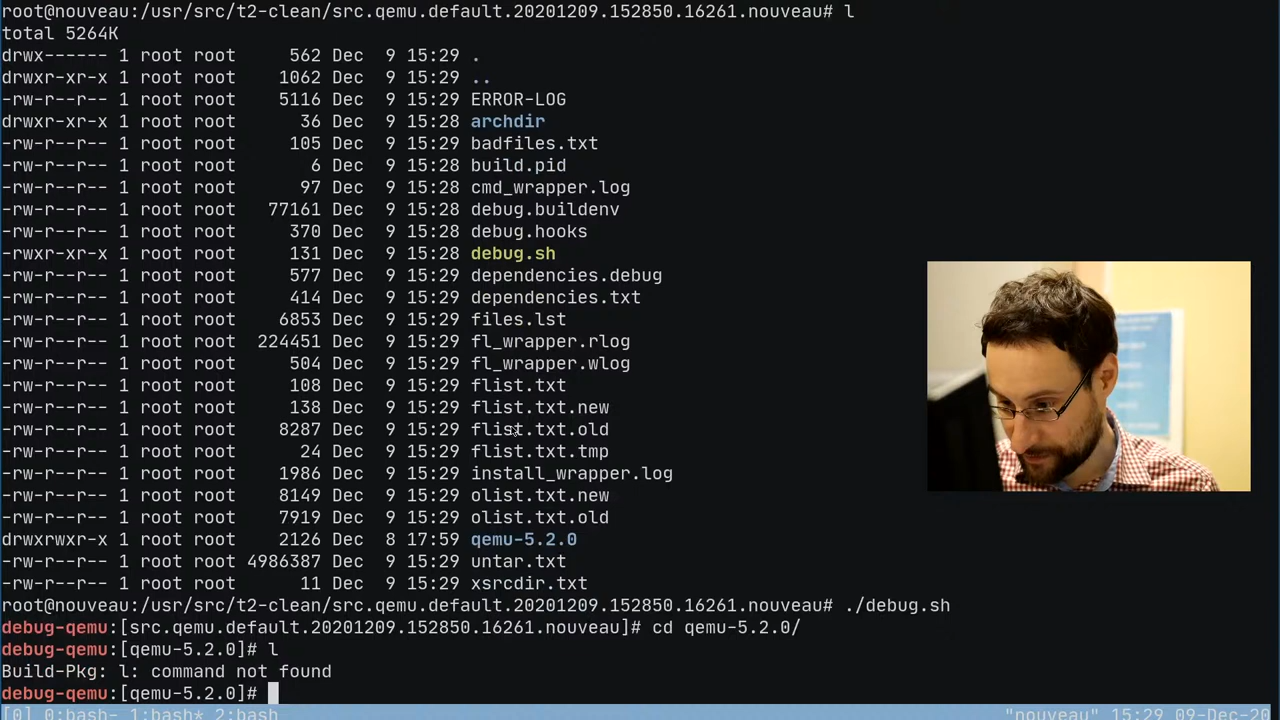 root@nouveau:/usr/src/t2-clean/src.qemu.default.20201209.152850.16261.nouveau# l
total 5264K
drwx------ 1 root root     562 Dec  9 15:29 .
drwxr-xr-x 1 root root    1062 Dec  9 15:29 ..
-rw-r--r-- 1 root root    5116 Dec  9 15:29 ERROR-LOG
drwxr-xr-x 1 root root      36 Dec  9 15:28 archdir
-rw-r--r-- 1 root root     105 Dec  9 15:29 badfiles.txt
-rw-r--r-- 1 root root       6 Dec  9 15:28 build.pid
-rw-r--r-- 1 root root      97 Dec  9 15:28 cmd_wrapper.log
-rw-r--r-- 1 root root   77161 Dec  9 15:28 debug.buildenv
-rw-r--r-- 1 root root     370 Dec  9 15:28 debug.hooks
-rwxr-xr-x 1 root root     131 Dec  9 15:28 debug.sh
-rw-r--r-- 1 root root     577 Dec  9 15:29 dependencies.debug
-rw-r--r-- 1 root root     414 Dec  9 15:29 dependencies.txt
-rw-r--r-- 1 root root    6853 Dec  9 15:29 files.lst
-rw-r--r-- 1 root root  224451 Dec  9 15:29 fl_wrapper.rlog
-rw-r--r-- 1 root root     504 Dec  9 15:29 fl_wrapper.wlog
-rw-r--r-- 1 root root     108 Dec  9 15:29 flist.txt
-rw-r--r-- 1 root root     138 Dec  9 15:29 flist.txt.new
-rw-r--r-- 1 root root    8287 Dec  9 15:29 flist.txt.old
-rw-r--r-- 1 root root      24 Dec  9 15:29 flist.txt.tmp
-rw-r--r-- 1 root root    1986 Dec  9 15:29 install_wrapper.log
-rw-r--r-- 1 root root    8149 Dec  9 15:29 olist.txt.new
-rw-r--r-- 1 root root    7919 Dec  9 15:29 olist.txt.old
drwxrwxr-x 1 root root    2126 Dec  8 17:59 qemu-5.2.0
-rw-r--r-- 1 root root 4986387 Dec  9 15:29 untar.txt
-rw-r--r-- 1 root root      11 Dec  9 15:29 xsrcdir.txt
root@nouveau:/usr/src/t2-clean/src.qemu.default.20201209.152850.16261.nouveau# ./debug.sh
debug-qemu:[src.qemu.default.20201209.152850.16261.nouveau]# cd qemu-5.2.0/
debug-qemu:[qemu-5.2.0]# l
Build-Pkg: l: command not found
debug-qemu:[qemu-5.2.0]#
[0] 0:bash- 1:bash* 2:bash "nouveau" 15:29 09-Dec-20